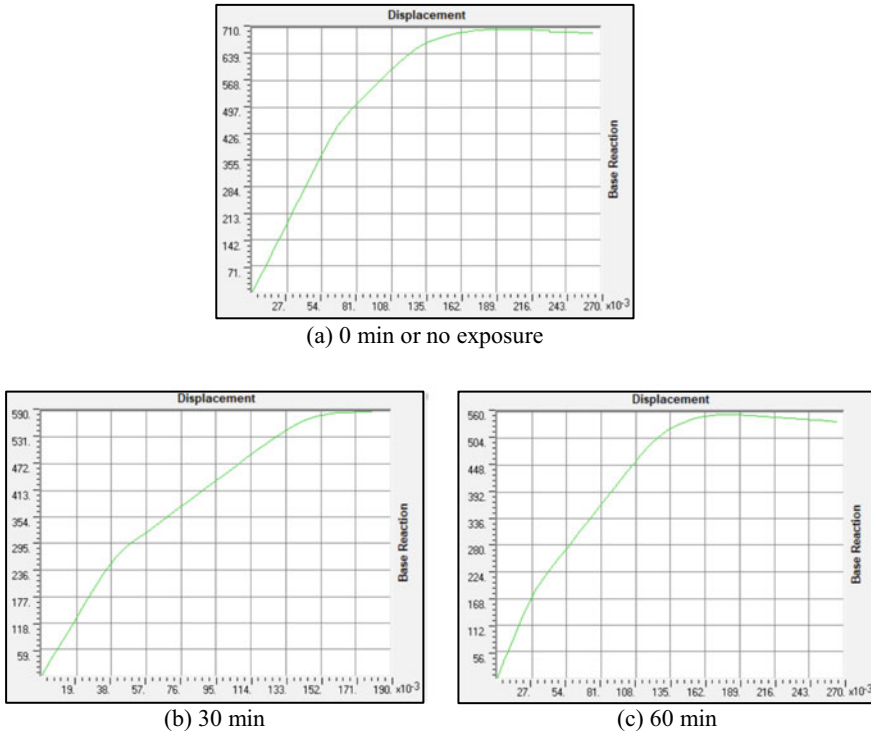 Displacement
710.
639.
568.
497.
426.
355.
284.
213.
142.
71.
Base Reaction
27. 54. 81. 108. 135. 162. 189. 216. 243. 270. x10-3
(a) 0 min or no exposure
Displacement
590.
531.
472.
413.
354.
295.
236.
177.
118.
59.
Base Reaction
19. 38. 57. 76. 95. 114. 133. 152. 171. 190. x10-3
(b) 30 min
Displacement
560.
504.
448.
392.
336.
280.
224.
168.
112.
56.
Base Reaction
27. 54. 81. 108. 135. 162. 189. 216. 243. 270. x10-3
(c) 60 min